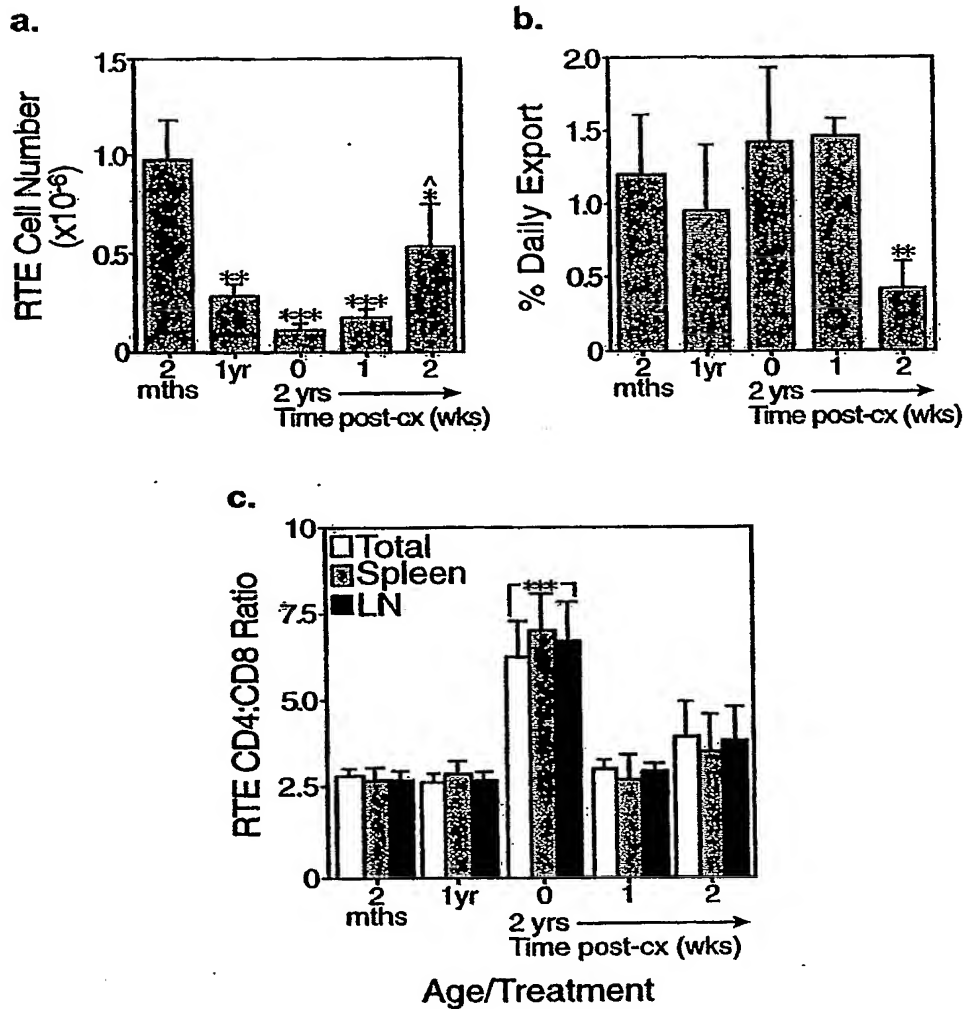 a.
RTE Cell Number
(x10-6)
1.5
1.0
0.5
0
**
***
***
^
*
2
mths
1yr
0
1
2
2 yrs
Time post-cx (wks)
b.
% Daily Export
2.0
1.5
1.0
0.5
0
**
2
mths
1yr
0
1
2
2 yrs
Time post-cx (wks)
c.
RTE CD4:CD8 Ratio
10
7.5
5.0
2.5
0
Total
Spleen
LN
***
2
mths
1yr
0
1
2
2 yrs
Time post-cx (wks)
Age/Treatment